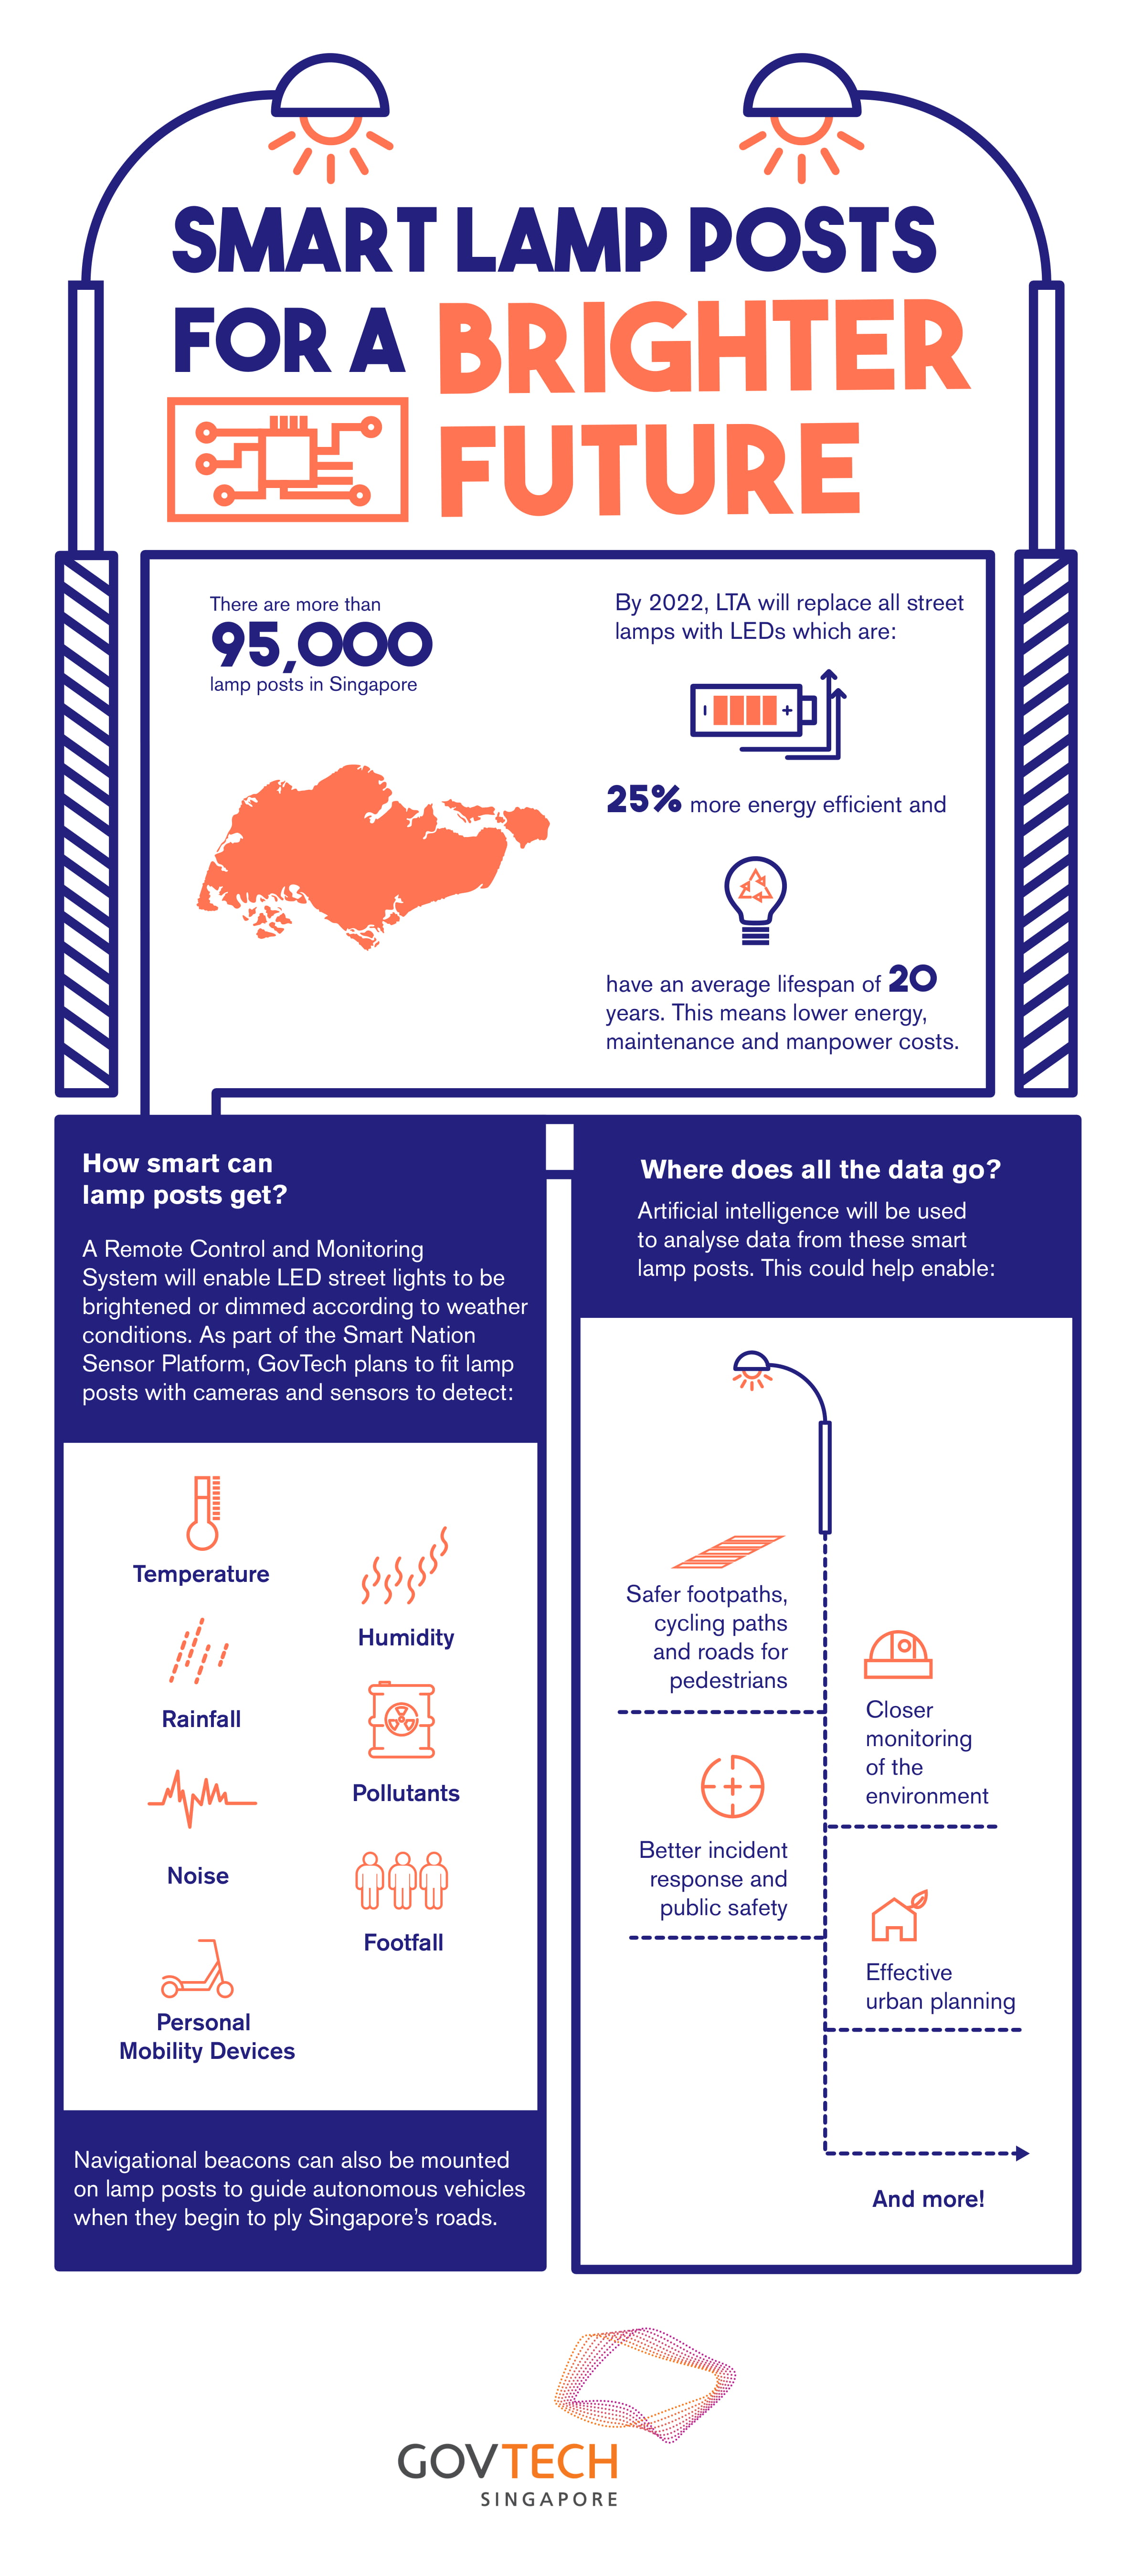 SMART LAMP POSTS
FOR A BRIGHTER
FUTURE
There are more than
95,000
lamp posts in Singapore
By 2022, LTA will replace all street
lamps with LEDs which are:
25% more energy efficient and
have an average lifespan of 20
years. This means lower energy,
maintenance and manpower costs.
How smart can
lamp posts get?
A Remote Control and Monitoring
System will enable LED street lights to be
brightened or dimmed according to weather
conditions. As part of the Smart Nation
Sensor Platform, GovTech plans to fit lamp
posts with cameras and sensors to detect:
Temperature
Humidity
Rainfall
Pollutants
Noise
Footfall
Personal
Mobility Devices
Navigational beacons can also be mounted
on lamp posts to guide autonomous vehicles
when they begin to ply Singapore's roads.
Where does all the data go?
Artificial intelligence will be used
to analyse data from these smart
lamp posts. This could help enable:
Safer footpaths,
cycling paths
and roads for
pedestrians
Closer
monitoring
of the
environment
Better incident
response and
public safety
Effective
urban planning
And more!
GOVTECH
SINGAPORE